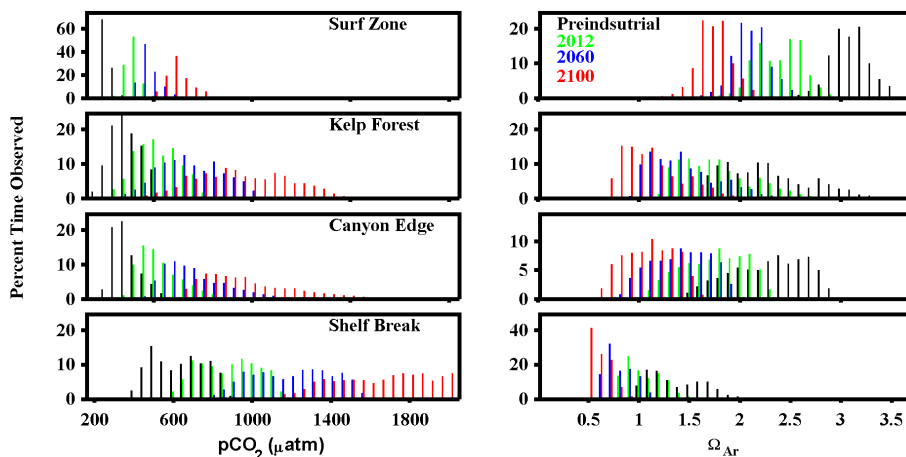 Surf Zone
60
40
20
0
Kelp Forest
20
10
0
Canyon Edge
20
10
0
Shelf Break
20
10
0
200 600 1000 1400 1800
pCO2 (μatm)
Percent Time Observed
Preindsutrial
2012
2060
2100
20
10
0
20
10
0
10
5
0
40
20
0
0.5 1 1.5 2 2.5 3 3.5
ΩAr